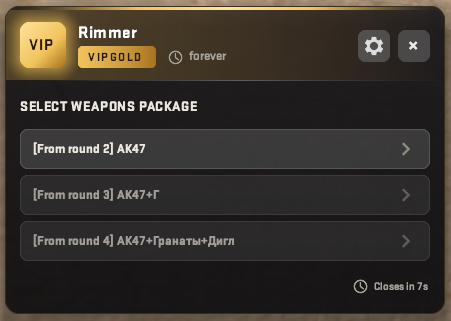 VIP
Rimmer
VIPGOLD
forever
SELECT WEAPONS PACKAGE
[From round 2] AK47
[From round 3] AK47+Г
[From round 4] AK47+Гранаты+Дигл
Closes in 7s